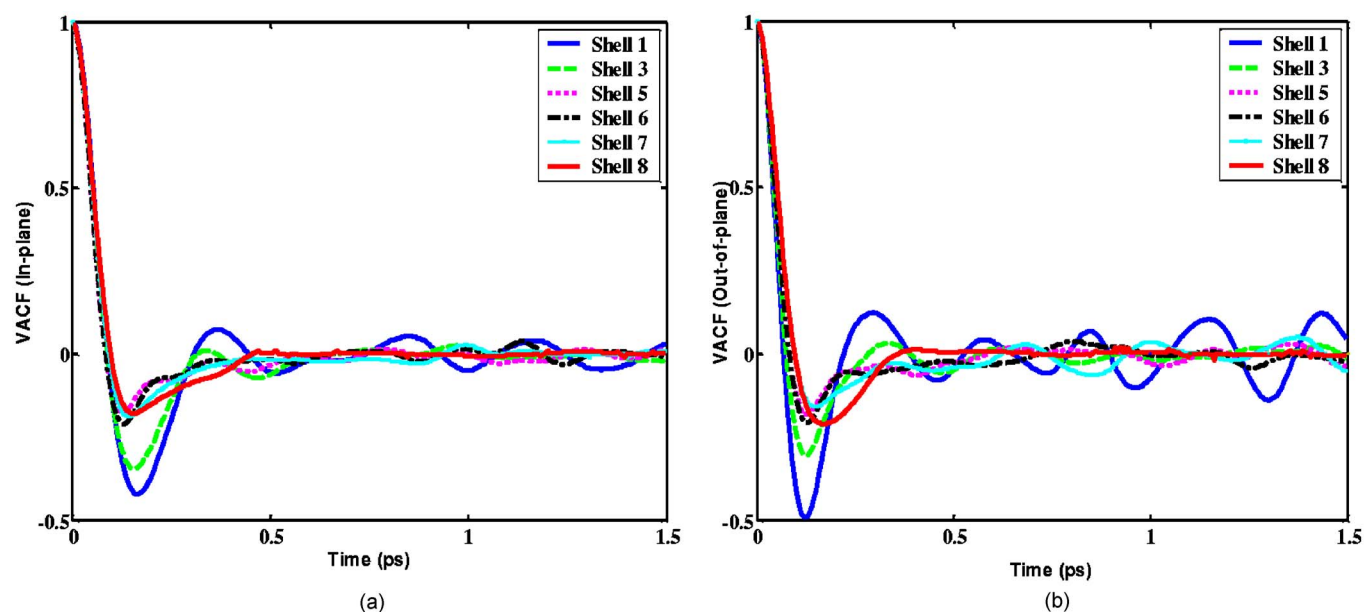 1
0.5
0
-0.5
VACF (In-plane)
Shell 1
Shell 3
Shell 5
Shell 6
Shell 7
Shell 8
0
0.5
1
1.5
Time (ps)
(a)
1
0.5
0
-0.5
VACF (Out-of-plane)
Shell 1
Shell 3
Shell 5
Shell 6
Shell 7
Shell 8
0
0.5
1
1.5
Time (ps)
(b)